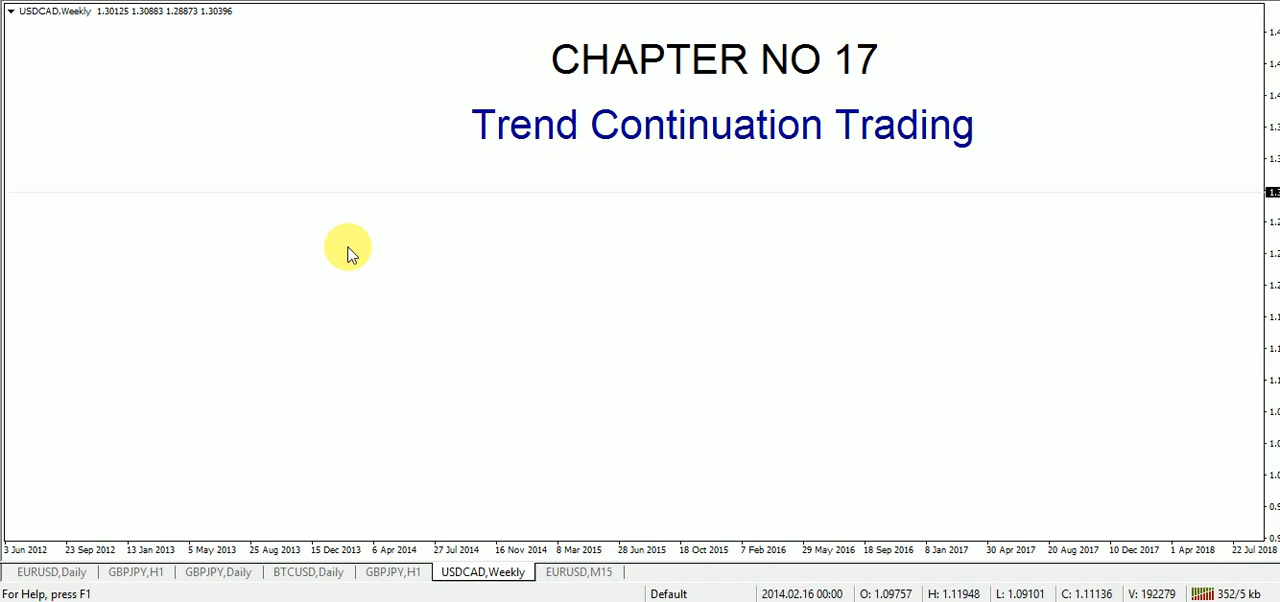 USDCAD,Weekly 1.30125 1.30883 1.28873 1.30396
CHAPTER NO 17
Trend Continuation Trading
3 Jun 2012 23 Sep 2012 13 Jan 2013 5 May 2013 25 Aug 2013 15 Dec 2013 6 Apr 2014 27 Jul 2014 16 Nov 2014 8 Mar 2015 28 Jun 2015 18 Oct 2015 7 Feb 2016 29 May 2016 18 Sep 2016 8 Jan 2017 30 Apr 2017 20 Aug 2017 10 Dec 2017 1 Apr 2018 22 Jul 2018
EURUSD,Daily GBPJPY,H1 GBPJPY,Daily BTCUSD,Daily GBPJPY,H1 USDCAD,Weekly EURUSD,M15
For Help, press F1 Default 2014.02.16 00:00 O: 1.09757 H: 1.11948 L: 1.09101 C: 1.11136 V: 192279 352/5 kb